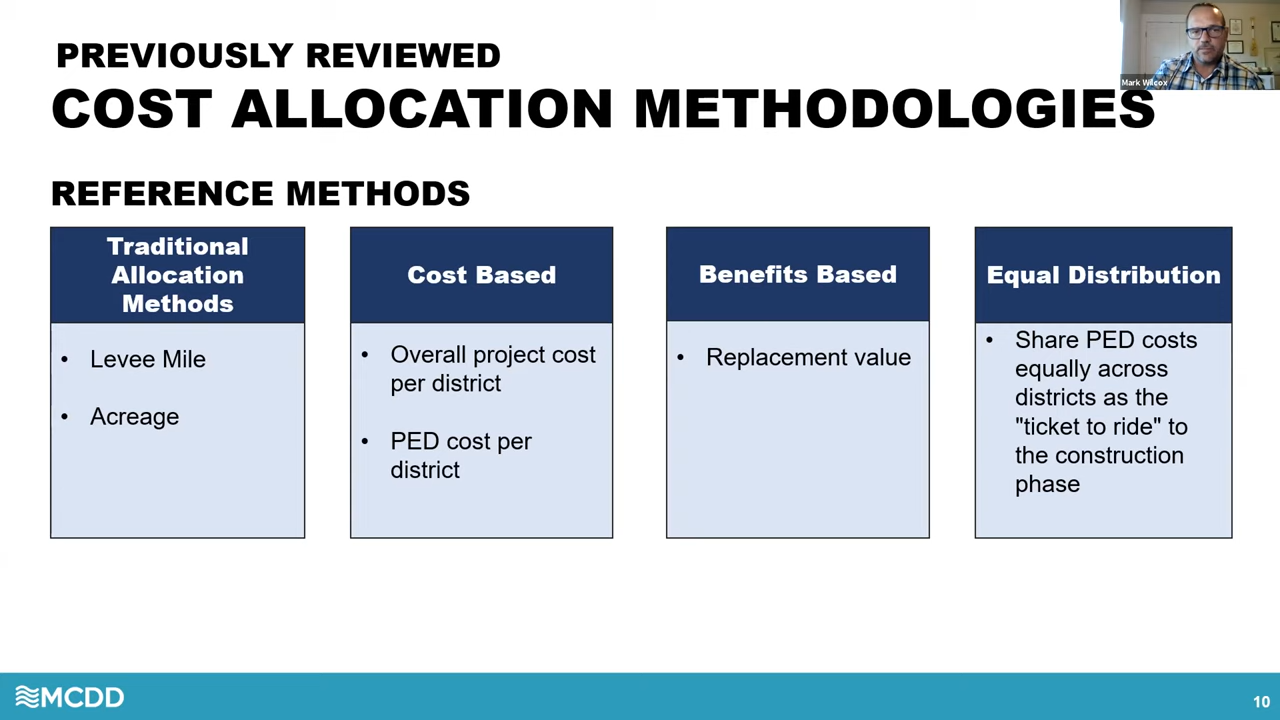 PREVIOUSLY REVIEWED
COST ALLOCATION METHODOLOGIES
Mark Wilcox
REFERENCE METHODS
Traditional
Allocation
Methods
• Levee Mile
• Acreage
Cost Based
• Overall project cost
per district
• PED cost per
district
Benefits Based
• Replacement value
Equal Distribution
• Share PED costs
equally across
districts as the
"ticket to ride" to
the construction
phase
MCDD
10